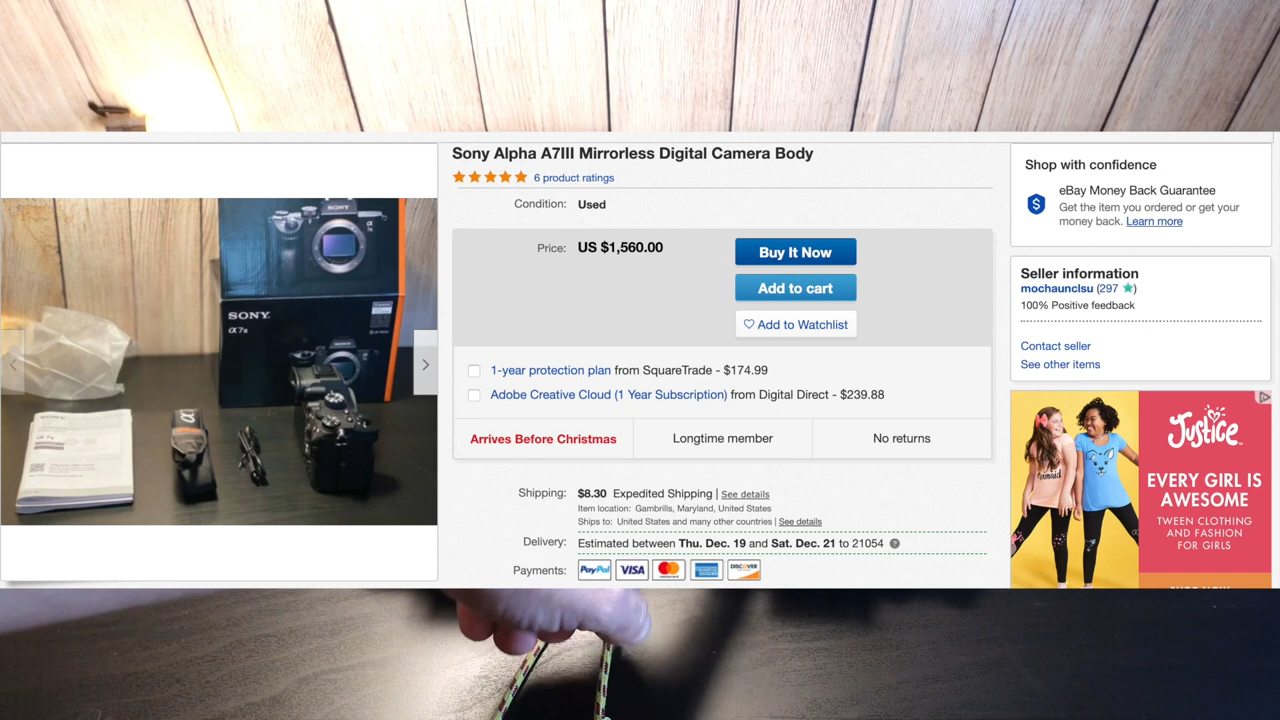 Sony Alpha A7III Mirrorless Digital Camera Body
6 product ratings
Condition: Used
Price: US $1,560.00
Buy It Now
Add to cart
Add to Watchlist
1-year protection plan from SquareTrade - $174.99
Adobe Creative Cloud (1 Year Subscription) from Digital Direct - $239.88
Arrives Before Christmas
Longtime member
No returns
Shipping: $8.30 Expedited Shipping | See details
Item location: Gambrills, Maryland, United States
Ships to: United States and many other countries | See details
Delivery: Estimated between Thu. Dec. 19 and Sat. Dec. 21 to 21054
Payments: PayPal VISA MasterCard AMERICAN EXPRESS DISCOVER
Shop with confidence
eBay Money Back Guarantee
Get the item you ordered or get your
money back. Learn more
Seller information
mochaunclsu (297)
100% Positive feedback
Contact seller
See other items
Justice
EVERY GIRL IS
AWESOME
TWEEN CLOTHING
AND FASHION
FOR GIRLS
SONY
SONY
α7III